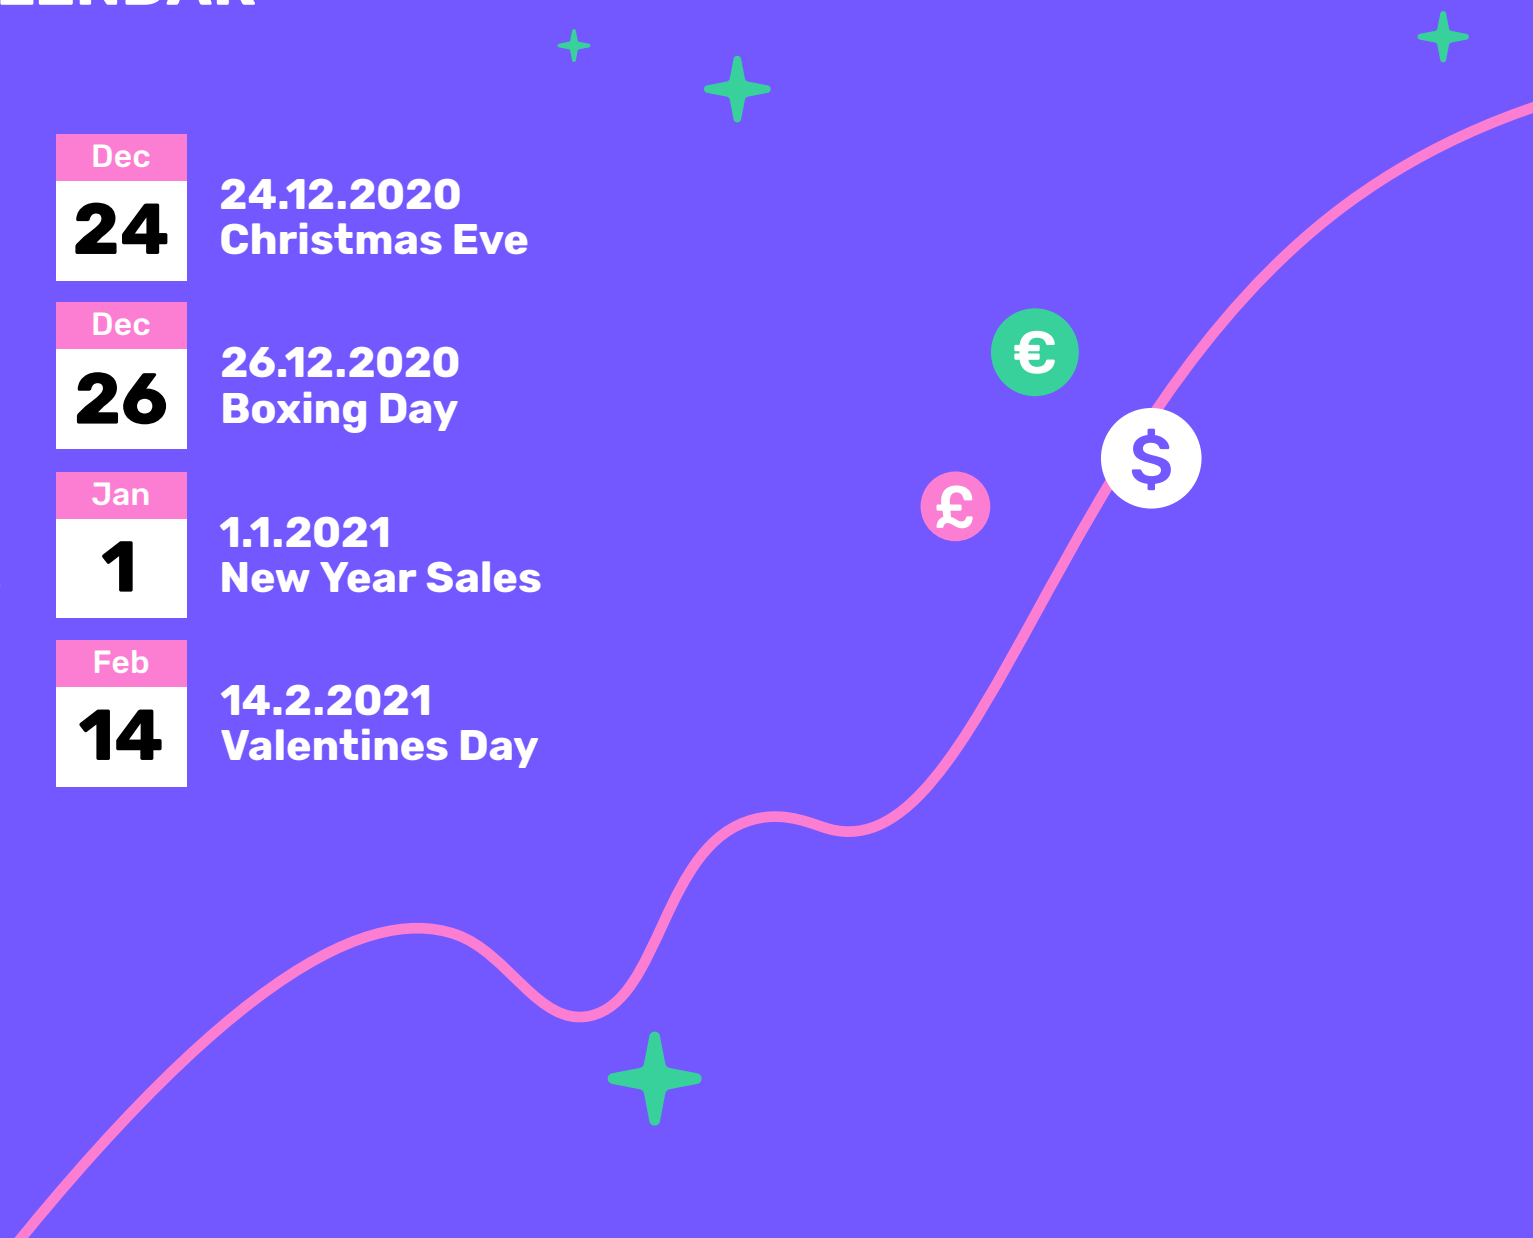 Dec
24
24.12.2020
Christmas Eve
Dec
26
26.12.2020
Boxing Day
Jan
1
1.1.2021
New Year Sales
Feb
14
14.2.2021
Valentines Day
€
$
£